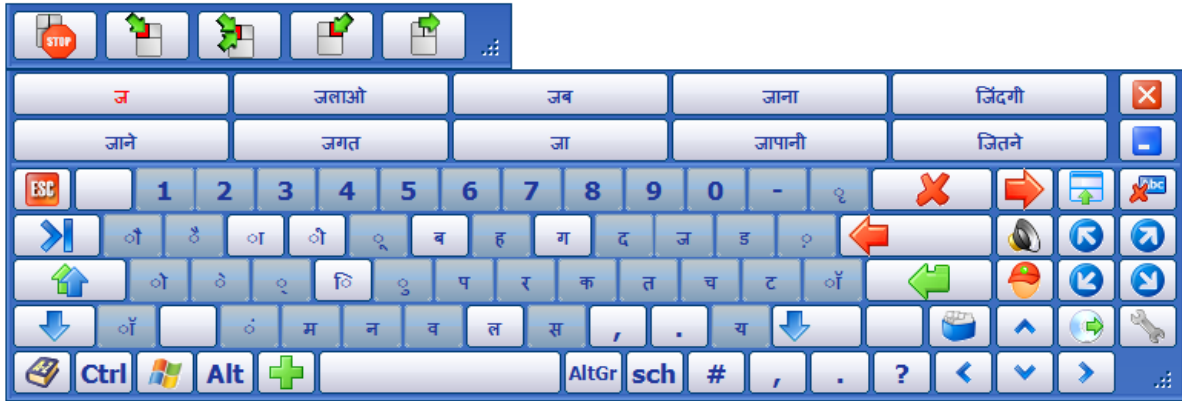 STOP
ज जलाओ जब जाना जिंदगी
जाने जगत जा जापानी जितने
ESC 1 2 3 4 5 6 7 8 9 0 - ृ Abc
ौ ै ा ी ू ब ह ग द ज ड ़
ो े ् ि ु प र क त च ट ॉ
ॅ ं म न व ल स , . य
Ctrl Alt AltGr sch # , . ?